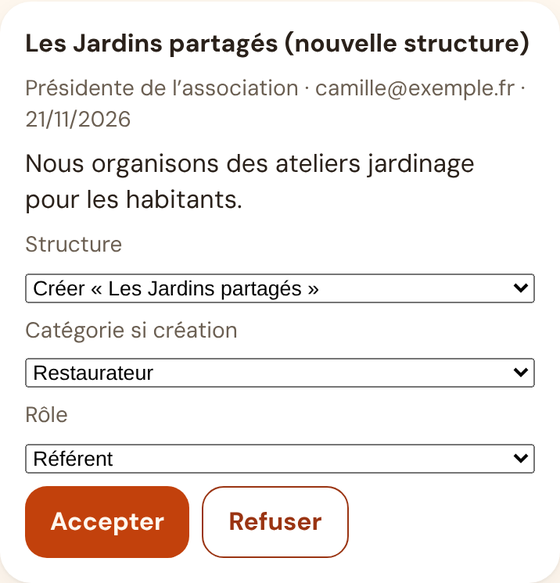 Les Jardins partagés (nouvelle structure)
Présidente de l’association · camille@exemple.fr ·
21/11/2026
Nous organisons des ateliers jardinage
pour les habitants.
Structure
Créer « Les Jardins partagés »
Catégorie si création
Restaurateur
Rôle
Référent
Accepter
Refuser